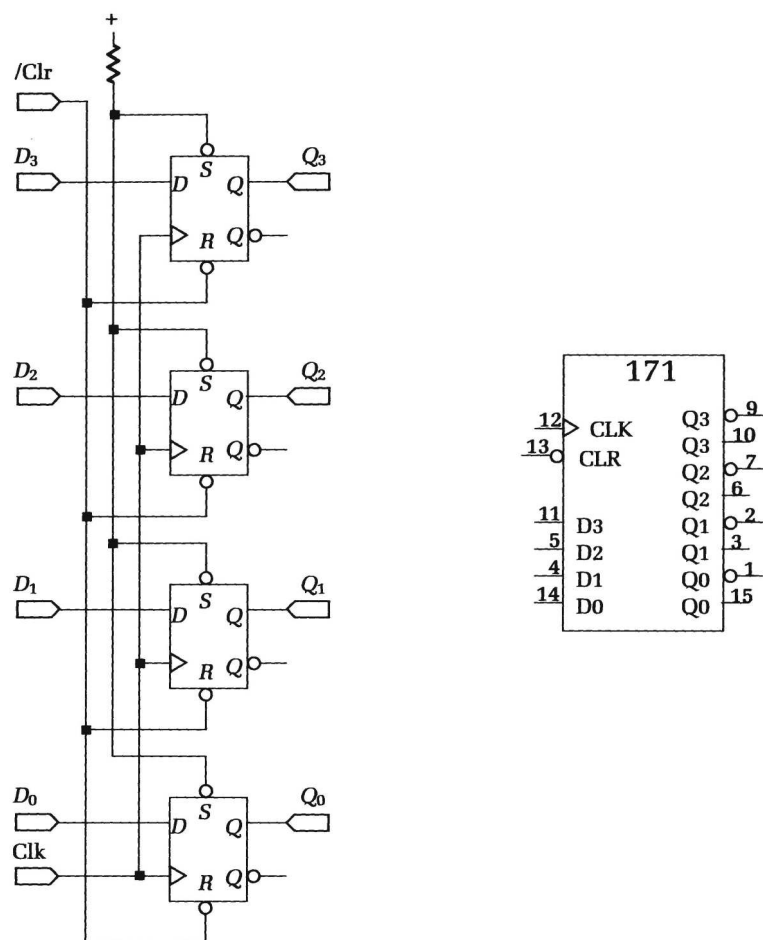 +
/Clr
D3 Q3
S
D Q
R Q
D2 Q2
S
D Q
R Q
D1 Q1
S
D Q
R Q
D0 Q0
S
D Q
Clk
R Q
171
12 CLK
13 CLR
11 D3
5 D2
4 D1
14 D0
Q3 9
Q3 10
Q2 7
Q2 6
Q1 2
Q1 3
Q0 1
Q0 15